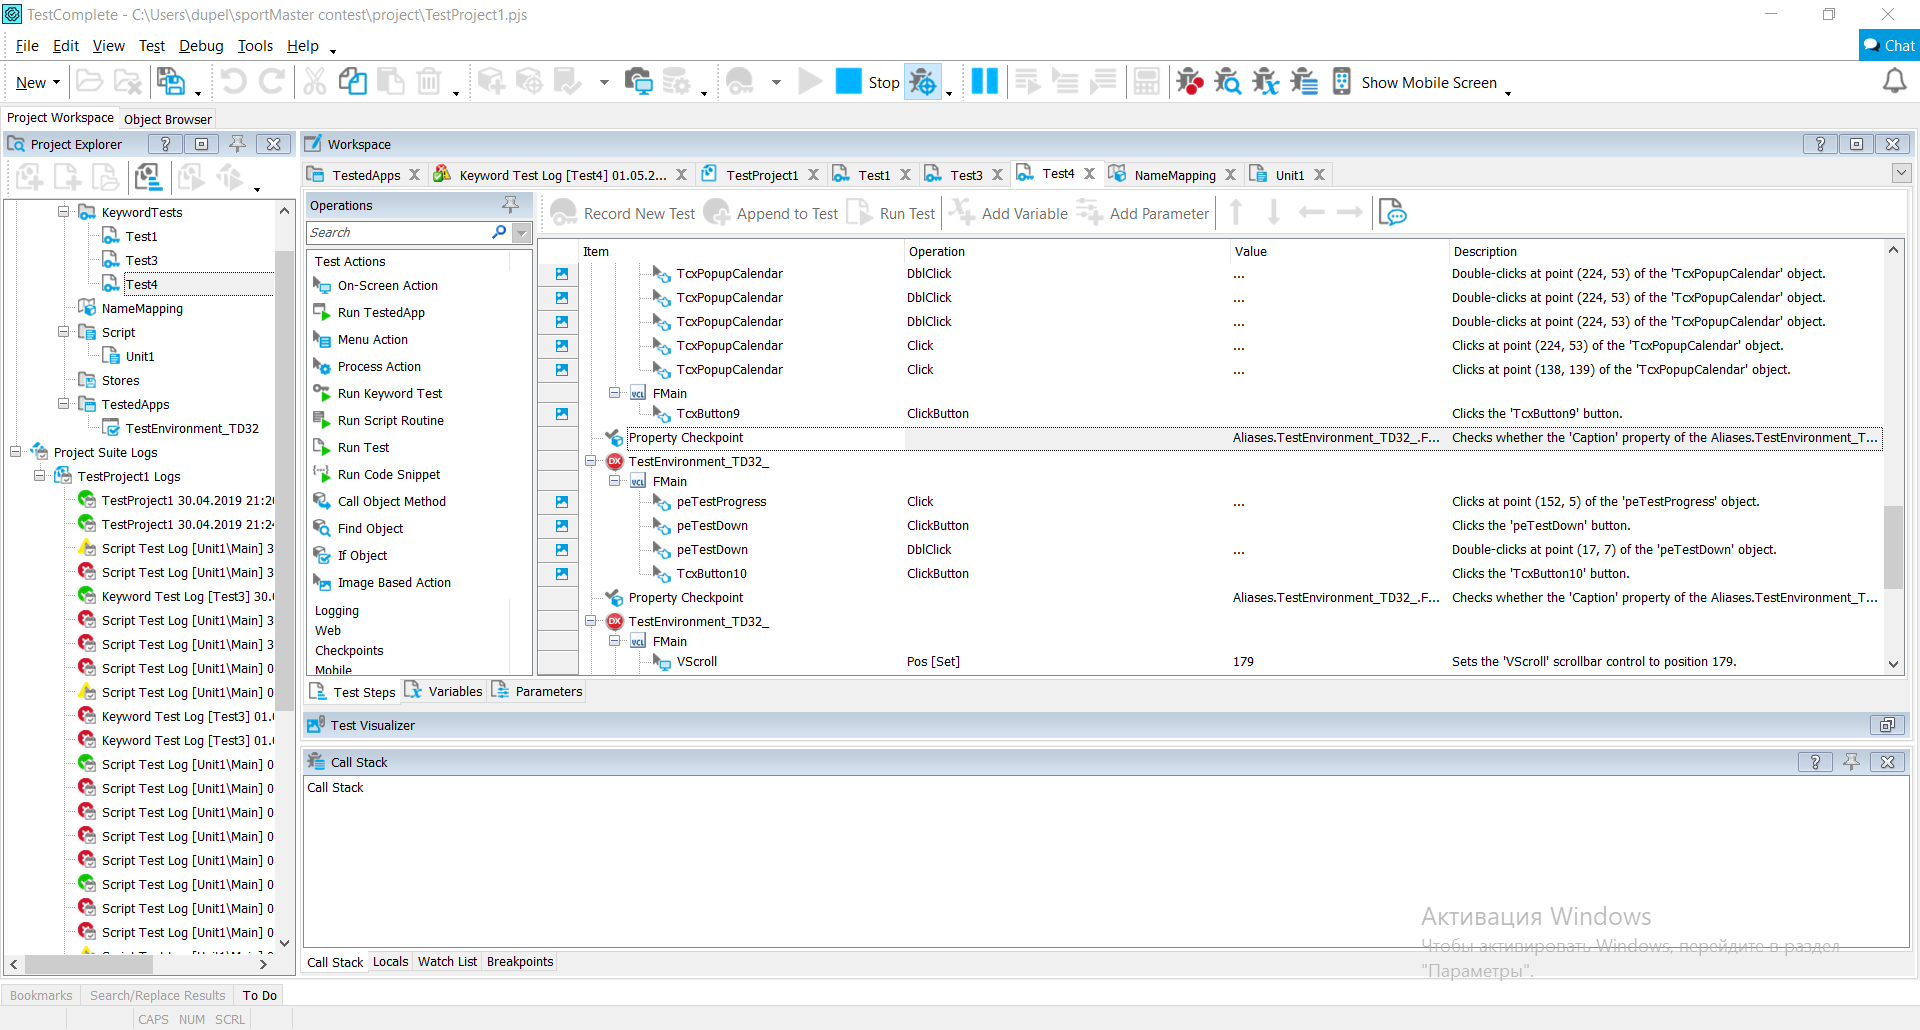 TestComplete - C:\Users\dupel\sportMaster contest\project\TestProject1.pjs
File Edit View Test Debug Tools Help
Chat
New Stop Show Mobile Screen
Project Workspace Object Browser
Project Explorer
KeywordTests
Test1
Test3
Test4
NameMapping
Script
Unit1
Stores
TestedApps
TestEnvironment_TD32
Project Suite Logs
TestProject1 Logs
TestProject1 30.04.2019 21:2
TestProject1 30.04.2019 21:2
Script Test Log [Unit1\Main] 3
Script Test Log [Unit1\Main] 3
Keyword Test Log [Test3] 30.
Script Test Log [Unit1\Main] 3
Script Test Log [Unit1\Main] 3
Script Test Log [Unit1\Main] 0
Script Test Log [Unit1\Main] 0
Keyword Test Log [Test3] 01.
Keyword Test Log [Test3] 01.
Script Test Log [Unit1\Main] 0
Script Test Log [Unit1\Main] 0
Script Test Log [Unit1\Main] 0
Script Test Log [Unit1\Main] 0
Script Test Log [Unit1\Main] 0
Script Test Log [Unit1\Main] 0
Script Test Log [Unit1\Main] 0
Script Test Log [Unit1\Main] 0
Workspace
TestedApps Keyword Test Log [Test4] 01.05.2... TestProject1 Test1 Test3 Test4 NameMapping Unit1
Operations
Search
Test Actions
On-Screen Action
Run TestedApp
Menu Action
Process Action
Run Keyword Test
Run Script Routine
Run Test
Run Code Snippet
Call Object Method
Find Object
If Object
Image Based Action
Logging
Web
Checkpoints
Mobile
Record New Test Append to Test Run Test Add Variable Add Parameter
Item Operation Value Description
TcxPopupCalendar DblClick ... Double-clicks at point (224, 53) of the 'TcxPopupCalendar' object.
TcxPopupCalendar DblClick ... Double-clicks at point (224, 53) of the 'TcxPopupCalendar' object.
TcxPopupCalendar DblClick ... Double-clicks at point (224, 53) of the 'TcxPopupCalendar' object.
TcxPopupCalendar Click ... Clicks at point (224, 53) of the 'TcxPopupCalendar' object.
TcxPopupCalendar Click ... Clicks at point (138, 139) of the 'TcxPopupCalendar' object.
VCL FMain
TcxButton9 ClickButton Clicks the 'TcxButton9' button.
Property Checkpoint Aliases.TestEnvironment_TD32_.F... Checks whether the 'Caption' property of the Aliases.TestEnvironment_T...
DX TestEnvironment_TD32_
VCL FMain
peTestProgress Click ... Clicks at point (152, 5) of the 'peTestProgress' object.
peTestDown ClickButton Clicks the 'peTestDown' button.
peTestDown DblClick ... Double-clicks at point (17, 7) of the 'peTestDown' object.
TcxButton10 ClickButton Clicks the 'TcxButton10' button.
Property Checkpoint Aliases.TestEnvironment_TD32_.F... Checks whether the 'Caption' property of the Aliases.TestEnvironment_T...
DX TestEnvironment_TD32_
VCL FMain
VScroll Pos [Set] 179 Sets the 'VScroll' scrollbar control to position 179.
Test Steps Variables Parameters
Test Visualizer
Call Stack
Call Stack
Call Stack Locals Watch List Breakpoints
Активация Windows
Чтобы активировать Windows, перейдите в раздел
"Параметры".
Bookmarks Search/Replace Results To Do
CAPS NUM SCRL